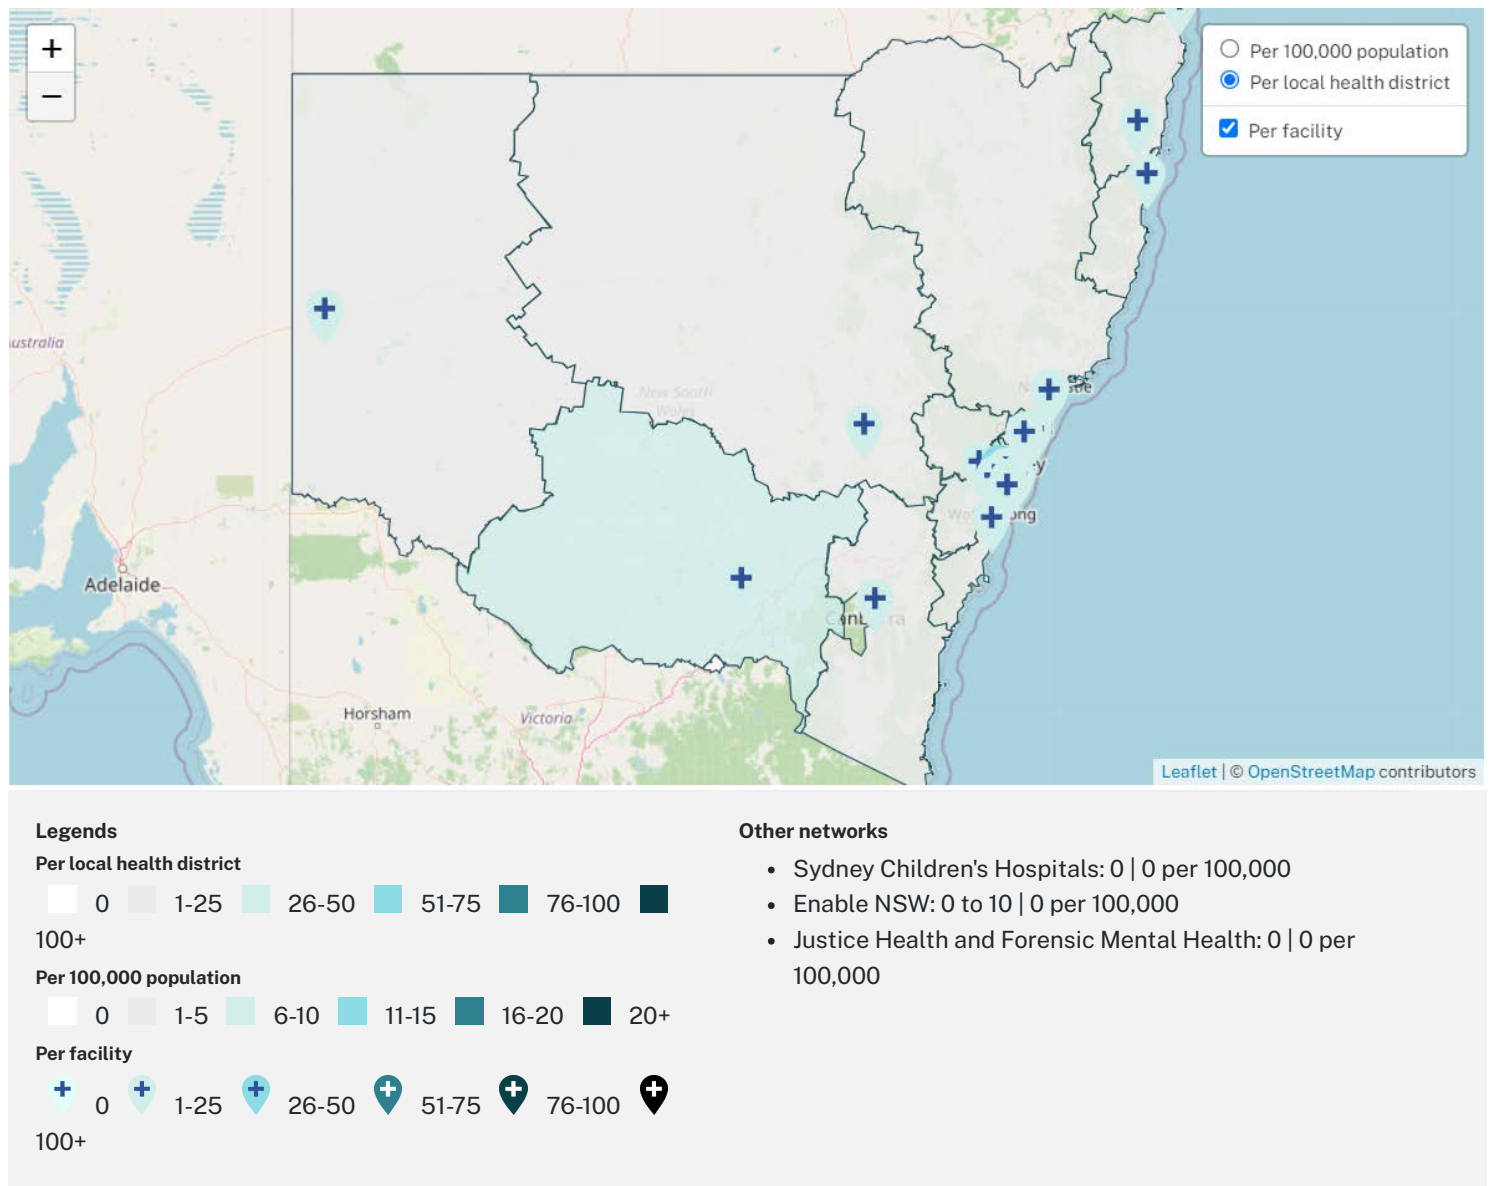 +
−
Per 100,000 population
Per local health district
Per facility
ustralia
New South
Wales
Adelaide
Horsham
Victoria
Leaflet | © OpenStreetMap contributors
Legends
Per local health district
0 1-25 26-50 51-75 76-100
100+
Per 100,000 population
0 1-5 6-10 11-15 16-20 20+
Per facility
0 1-25 26-50 51-75 76-100
100+
Other networks
• Sydney Children's Hospitals: 0 | 0 per 100,000
• Enable NSW: 0 to 10 | 0 per 100,000
• Justice Health and Forensic Mental Health: 0 | 0 per
100,000